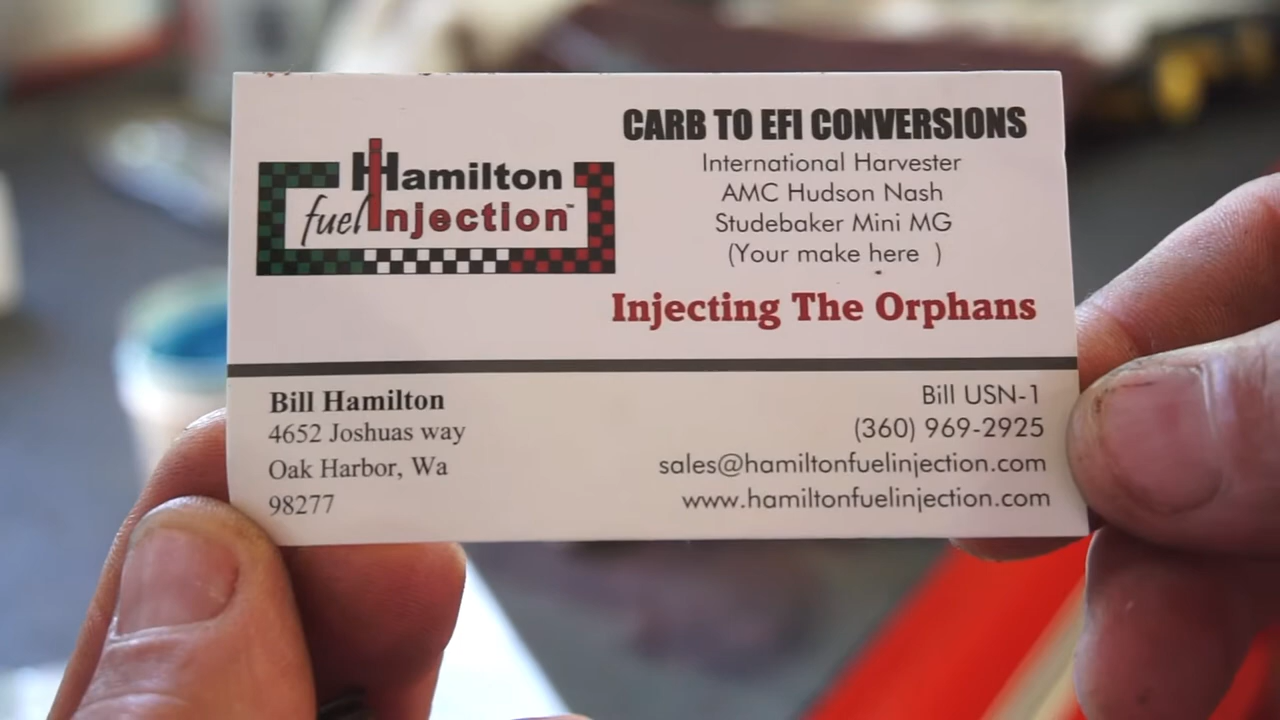 Hamilton
fuel Injection™
CARB TO EFI CONVERSIONS
International Harvester
AMC Hudson Nash
Studebaker Mini MG
(Your make here )
Injecting The Orphans
Bill Hamilton
4652 Joshuas way
Oak Harbor, Wa
98277
Bill USN-1
(360) 969-2925
sales@hamiltonfuelinjection.com
www.hamiltonfuelinjection.com